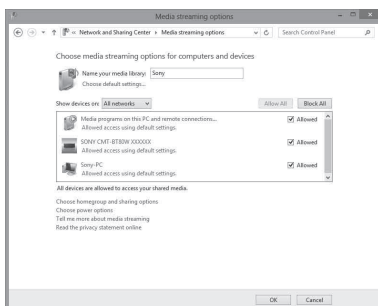 Media streaming options
« Network and Sharing Center ▸ Media streaming options
Search Control Panel
Choose media streaming options for computers and devices
Name your media library: Sony
Choose default settings...
Show devices on: All networks
Allow All
Block All
Media programs on this PC and remote connections...
Allowed access using default settings.
Allowed
SONY CMT-BT80W XXXXXX
Allowed access using default settings.
Allowed
Sony-PC
Allowed access using default settings.
Allowed
All devices are allowed to access your shared media.
Choose homegroup and sharing options
Choose power options
Tell me more about media streaming
Read the privacy statement online
OK
Cancel